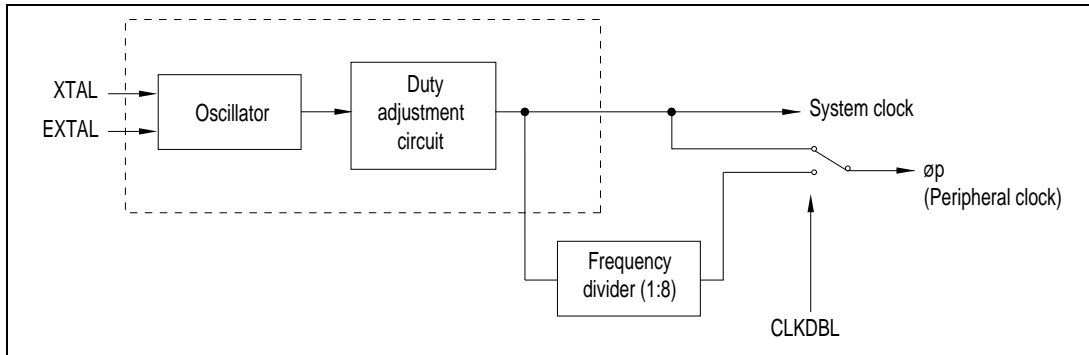 XTAL
EXTAL
Oscillator
Duty
adjustment
circuit
System clock
øp
(Peripheral clock)
Frequency
divider (1:8)
CLKDBL